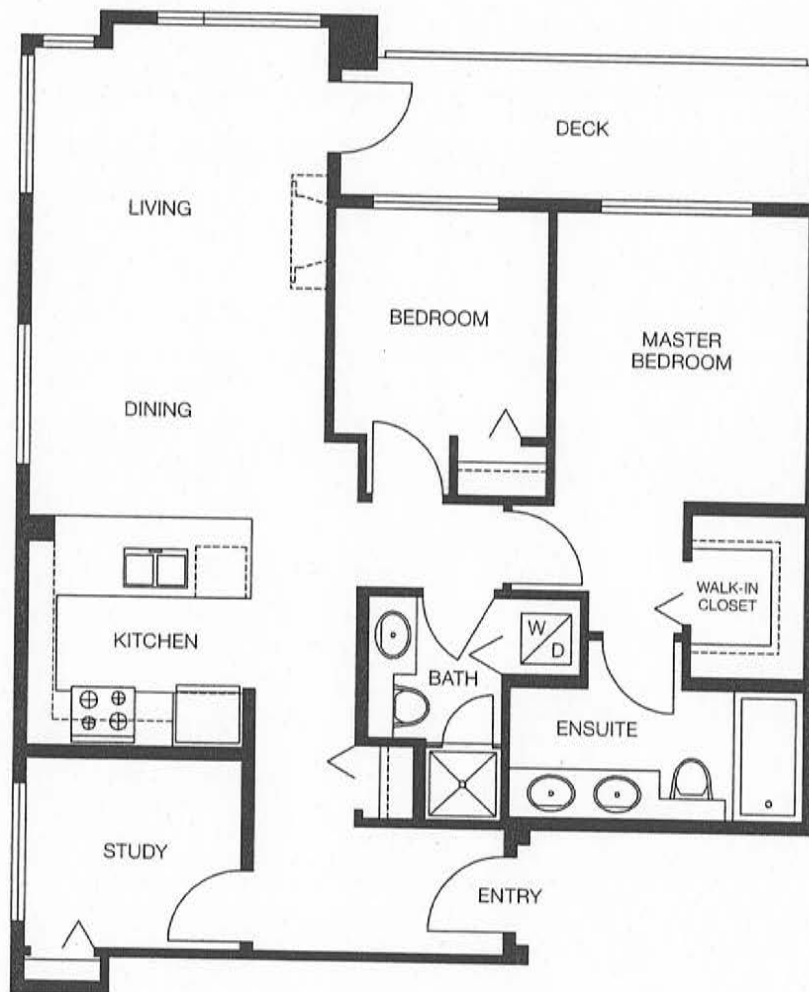 DECK
LIVING
BEDROOM
MASTER
BEDROOM
DINING
WALK-IN
CLOSET
W
D
KITCHEN
BATH
ENSUITE
STUDY
ENTRY